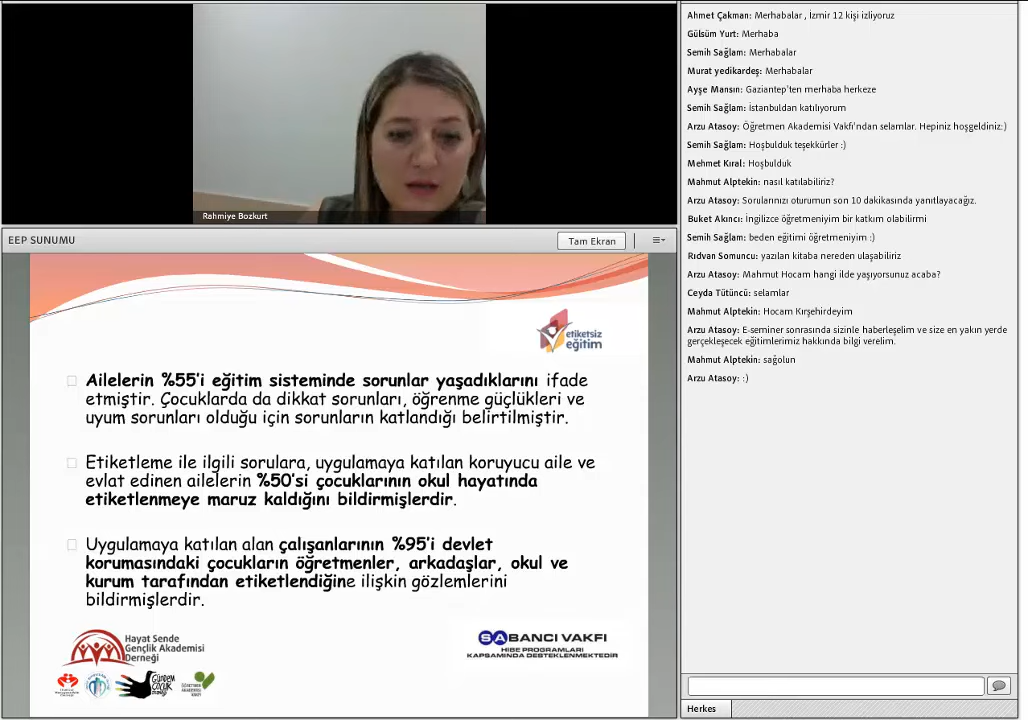 Rahmiye Bozkurt
EEP SUNUMU
Tam Ekran
etiketsiz
eğitim
Ailelerin %55’i eğitim sisteminde sorunlar yaşadıklarını ifade
etmiştir. Çocuklarda da dikkat sorunları, öğrenme güçlükleri ve
uyum sorunları olduğu için sorunların katlandığı belirtilmiştir.
Etiketleme ile ilgili sorulara, uygulamaya katılan koruyucu aile ve
evlat edinen ailelerin %50’si çocuklarının okul hayatında
etiketlenmeye maruz kaldığını bildirmişlerdir.
Uygulamaya katılan alan çalışanlarının %95’i devlet
korumasındaki çocukların öğretmenler, arkadaşlar, okul ve
kurum tarafından etiketlendiğine ilişkin gözlemlerini
bildirmişlerdir.
Hayat Sende
Gençlik Akademisi
Derneği
Gündem
Çocuk
SABANCI VAKFI
HİBE PROGRAMLARI
KAPSAMINDA DESTEKLENMEKTEDİR
Ahmet Çakman: Merhabalar , İzmir 12 kişi izliyoruz
Gülsüm Yurt: Merhaba
Semih Sağlam: Merhabalar
Murat yedikardeş: Merhabalar
Ayşe Mansın: Gaziantep'ten merhaba herkeze
Semih Sağlam: İstanbuldan katılıyorum
Arzu Atasoy: Öğretmen Akademisi Vakfı'ndan selamlar. Hepiniz hoşgeldiniz:)
Semih Sağlam: Hoşbulduk teşekkürler :)
Mehmet Kıral: Hoşbulduk
Mahmut Alptekin: nasıl katılabiliriz?
Arzu Atasoy: Sorularınızı oturumun son 10 dakikasında yanıtlayacağız.
Buket Akıncı: İngilizce öğretmeniyim bir katkım olabilirmi
Semih Sağlam: beden eğitimi öğretmeniyim :)
Rıdvan Somuncu: yazılan kitaba nereden ulaşabiliriz
Arzu Atasoy: Mahmut Hocam hangi ilde yaşıyorsunuz acaba?
Ceyda Tütüncü: selamlar
Mahmut Alptekin: Hocam Kırşehirdeyim
Arzu Atasoy: E-seminer sonrasında sizinle haberleşelim ve size en yakın yerde
gerçekleşecek eğitimlerimiz hakkında bilgi verelim.
Mahmut Alptekin: sağolun
Arzu Atasoy: :)
Herkes